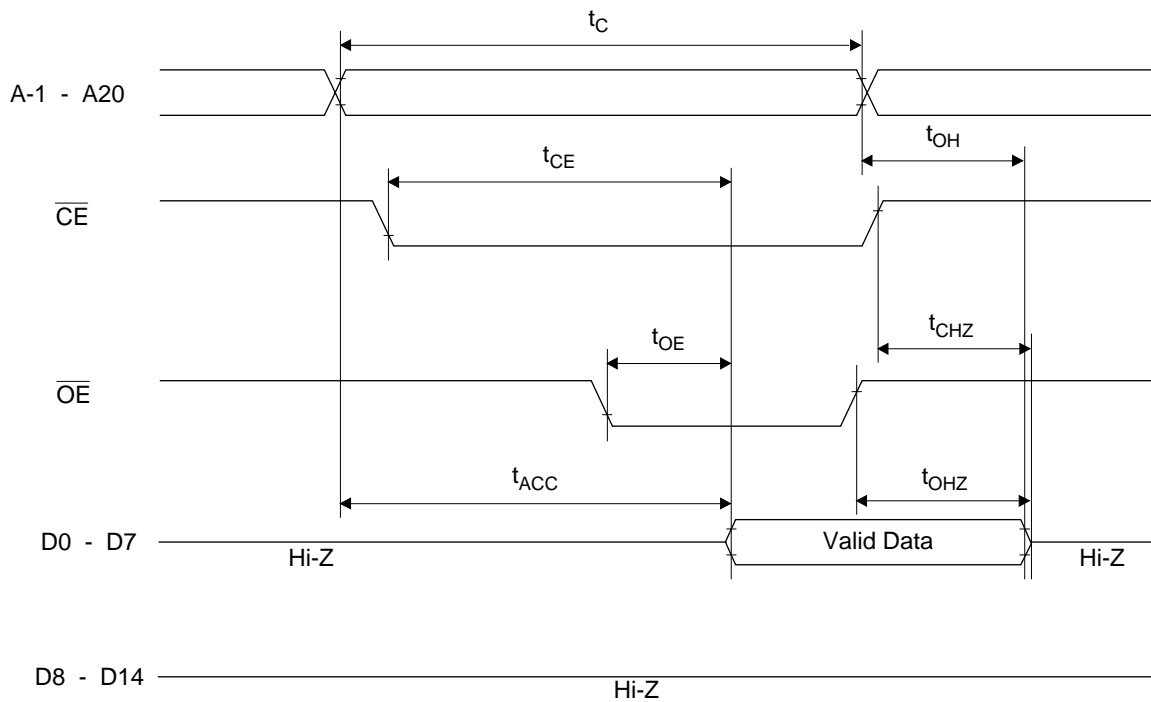 tC
A-1 - A20
tOH
tCE
CE
tCHZ
tOE
OE
tACC
tOHZ
D0 - D7
Valid Data
Hi-Z
Hi-Z
D8 - D14
Hi-Z